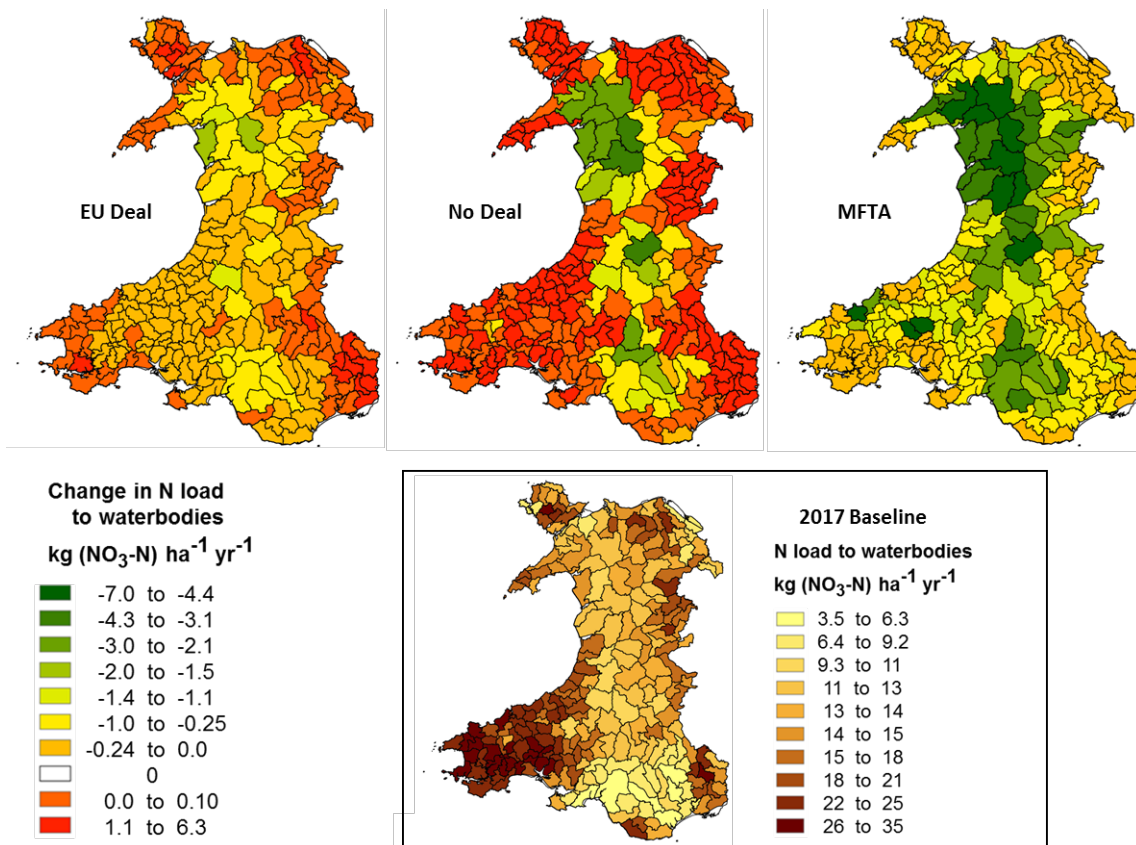 EU Deal
No Deal
MFTA
Change in N load
to waterbodies
kg (NO₃-N) ha⁻¹ yr⁻¹
-7.0 to -4.4
-4.3 to -3.1
-3.0 to -2.1
-2.0 to -1.5
-1.4 to -1.1
-1.0 to -0.25
-0.24 to 0.0
0
0.0 to 0.10
1.1 to 6.3
2017 Baseline
N load to waterbodies
kg (NO₃-N) ha⁻¹ yr⁻¹
3.5 to 6.3
6.4 to 9.2
9.3 to 11
11 to 13
13 to 14
14 to 15
15 to 18
18 to 21
22 to 25
26 to 35